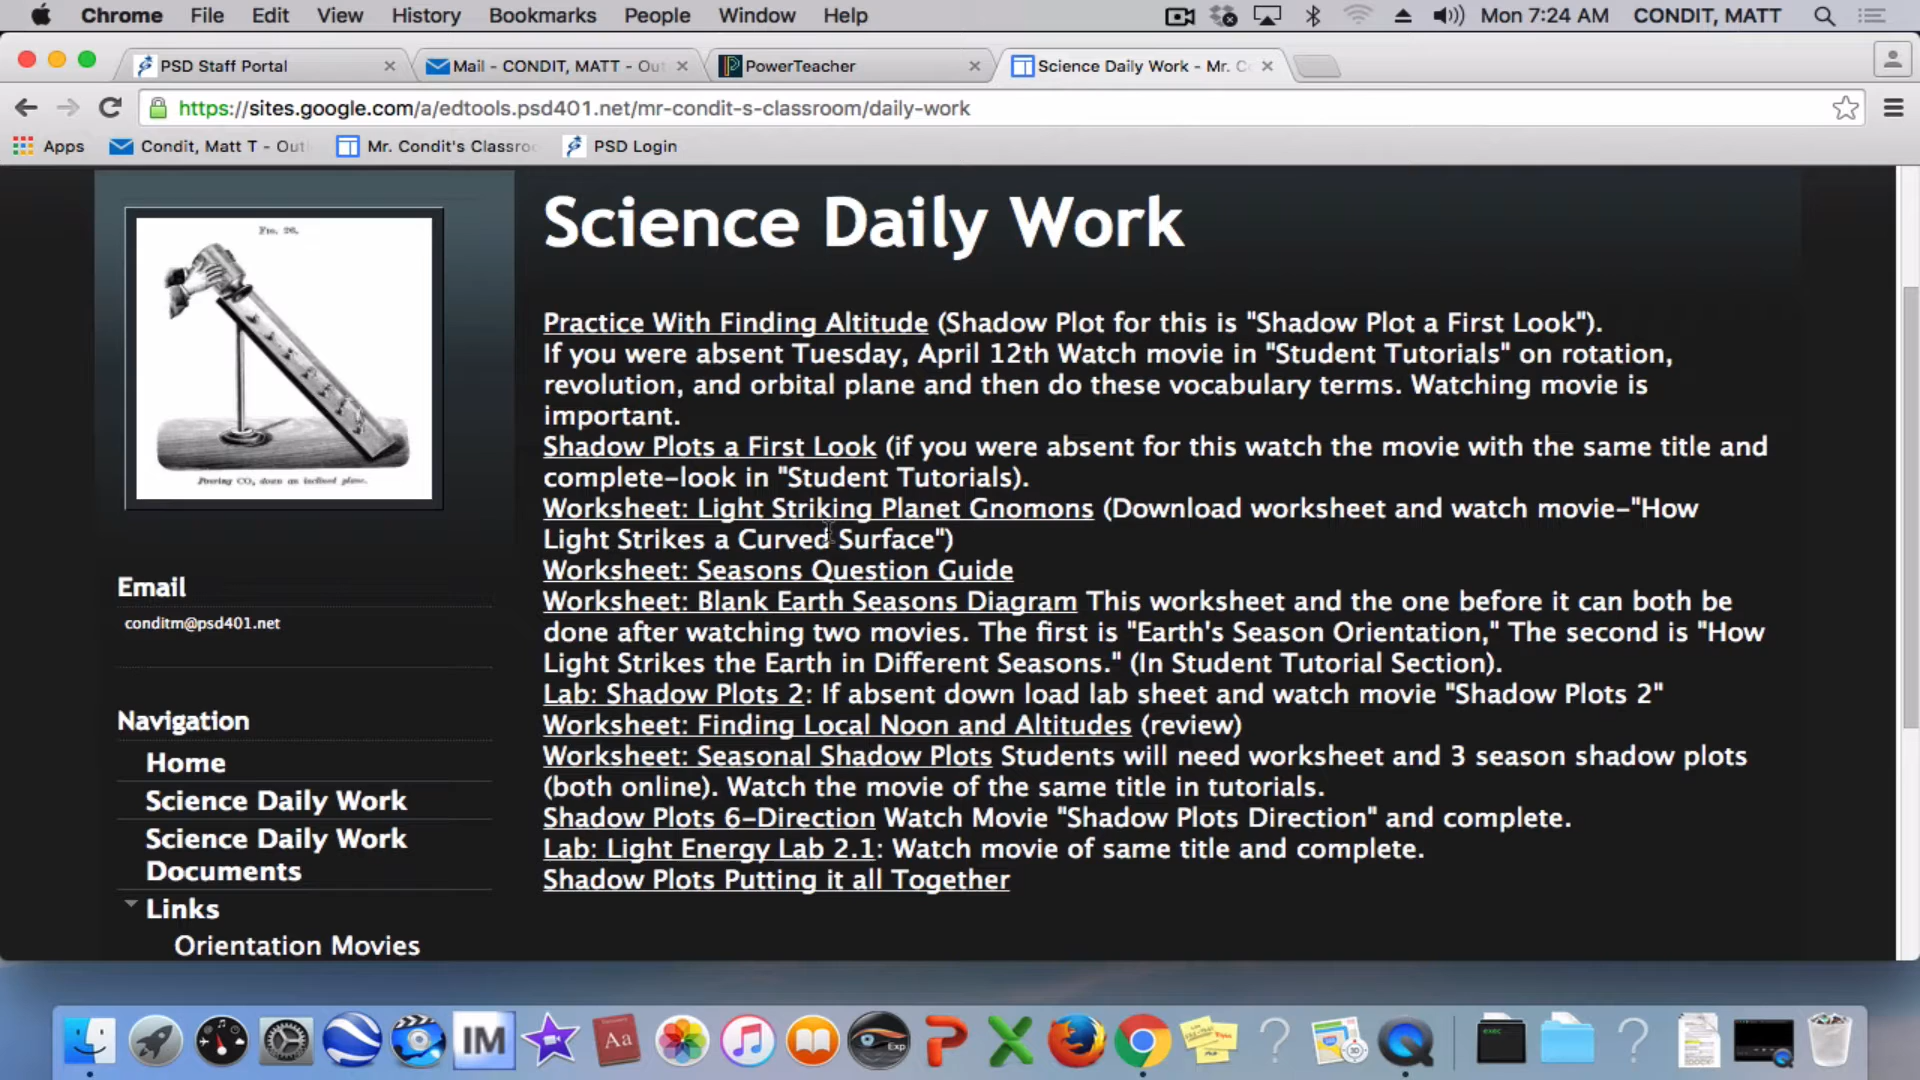 Chrome File Edit View History Bookmarks People Window Help Mon 7:24 AM CONDIT, MATT
PSD Staff Portal Mail - CONDIT, MATT - Ou PowerTeacher Science Daily Work - Mr. C
https://sites.google.com/a/edtools.psd401.net/mr-condit-s-classroom/daily-work
Apps Condit, Matt T - Out Mr. Condit's Classro PSD Login
Science Daily Work
Fig. 26.
Pouring CO₂ down an inclined plane.
Practice With Finding Altitude (Shadow Plot for this is "Shadow Plot a First Look").
If you were absent Tuesday, April 12th Watch movie in "Student Tutorials" on rotation,
revolution, and orbital plane and then do these vocabulary terms. Watching movie is
important.
Shadow Plots a First Look (if you were absent for this watch the movie with the same title and
complete-look in "Student Tutorials).
Worksheet: Light Striking Planet Gnomons (Download worksheet and watch movie-"How
Light Strikes a Curved Surface")
Worksheet: Seasons Question Guide
Worksheet: Blank Earth Seasons Diagram This worksheet and the one before it can both be
done after watching two movies. The first is "Earth's Season Orientation," The second is "How
Light Strikes the Earth in Different Seasons." (In Student Tutorial Section).
Lab: Shadow Plots 2: If absent down load lab sheet and watch movie "Shadow Plots 2"
Worksheet: Finding Local Noon and Altitudes (review)
Worksheet: Seasonal Shadow Plots Students will need worksheet and 3 season shadow plots
(both online). Watch the movie of the same title in tutorials.
Shadow Plots 6-Direction Watch Movie "Shadow Plots Direction" and complete.
Lab: Light Energy Lab 2.1: Watch movie of same title and complete.
Shadow Plots Putting it all Together
Email
conditm@psd401.net
Navigation
Home
Science Daily Work
Science Daily Work
Documents
Links
Orientation Movies
IM
Aa
Exp